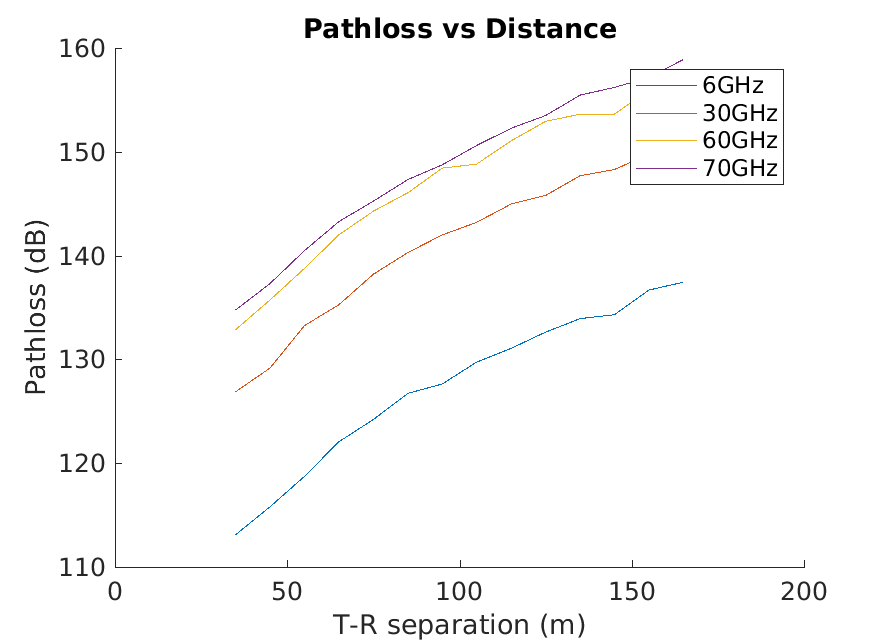 Pathloss vs Distance
160
150
140
130
120
110
Pathloss (dB)
0
50
100
150
200
T-R separation (m)
6GHz
30GHz
60GHz
70GHz